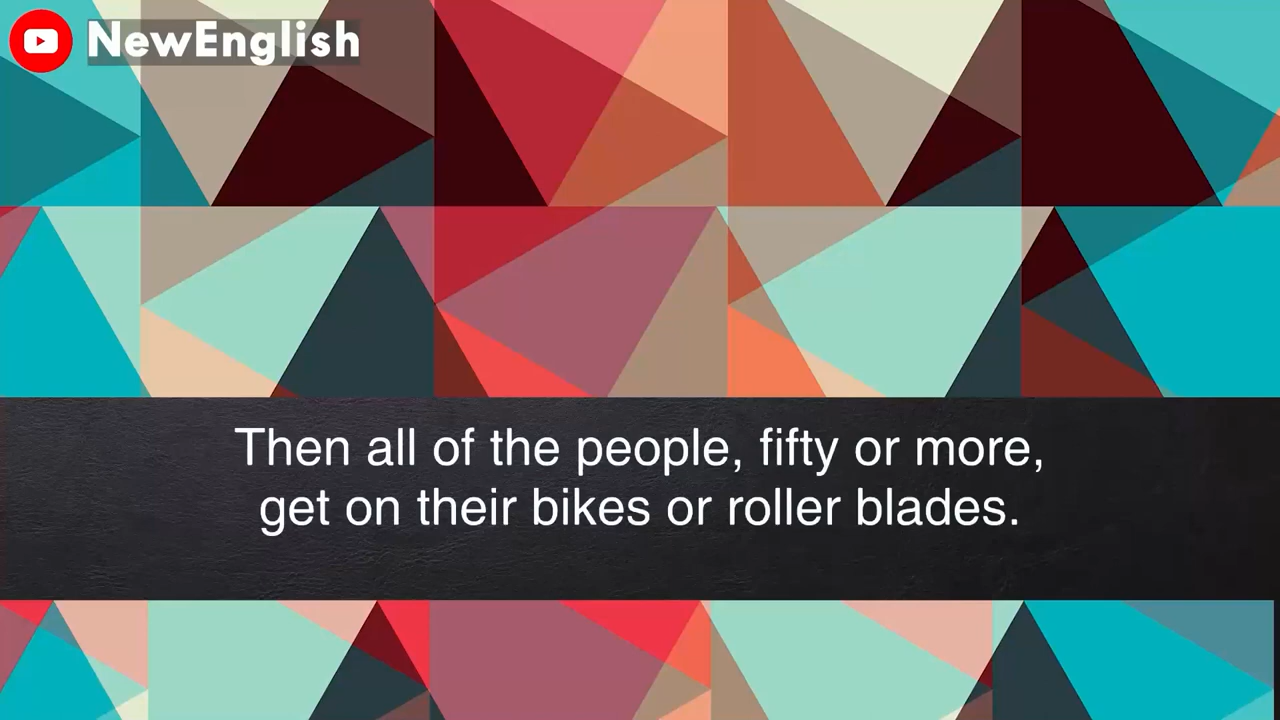 NewEnglish
Then all of the people, fifty or more,
get on their bikes or roller blades.